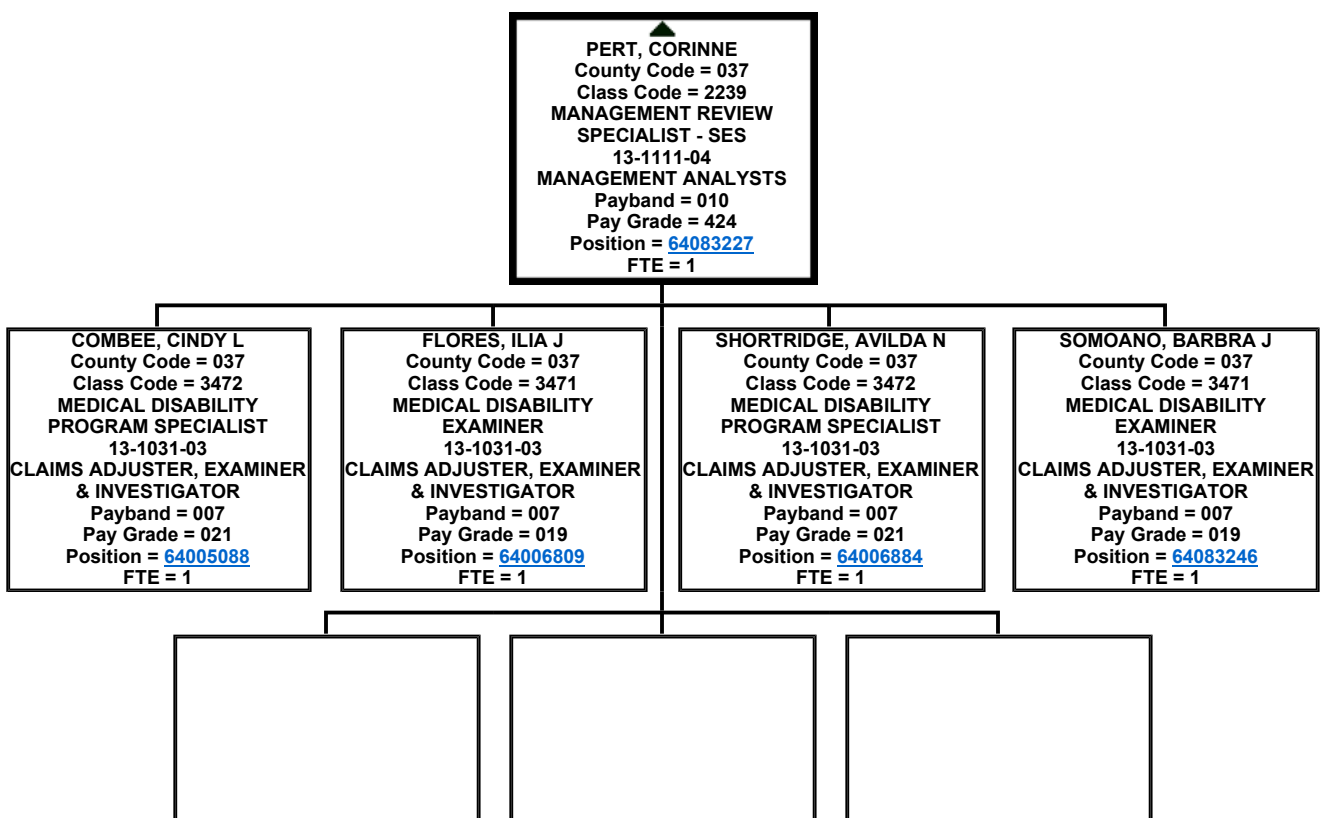 PERT, CORINNE
County Code = 037
Class Code = 2239
MANAGEMENT REVIEW
SPECIALIST - SES
13-1111-04
MANAGEMENT ANALYSTS
Payband = 010
Pay Grade = 424
Position = 64083227
FTE = 1
COMBEE, CINDY L
County Code = 037
Class Code = 3472
MEDICAL DISABILITY
PROGRAM SPECIALIST
13-1031-03
CLAIMS ADJUSTER, EXAMINER
& INVESTIGATOR
Payband = 007
Pay Grade = 021
Position = 64005088
FTE = 1
FLORES, ILIA J
County Code = 037
Class Code = 3471
MEDICAL DISABILITY
EXAMINER
13-1031-03
CLAIMS ADJUSTER, EXAMINER
& INVESTIGATOR
Payband = 007
Pay Grade = 019
Position = 64006809
FTE = 1
SHORTRIDGE, AVILDA N
County Code = 037
Class Code = 3472
MEDICAL DISABILITY
PROGRAM SPECIALIST
13-1031-03
CLAIMS ADJUSTER, EXAMINER
& INVESTIGATOR
Payband = 007
Pay Grade = 021
Position = 64006884
FTE = 1
SOMOANO, BARBRA J
County Code = 037
Class Code = 3471
MEDICAL DISABILITY
EXAMINER
13-1031-03
CLAIMS ADJUSTER, EXAMINER
& INVESTIGATOR
Payband = 007
Pay Grade = 019
Position = 64083246
FTE = 1